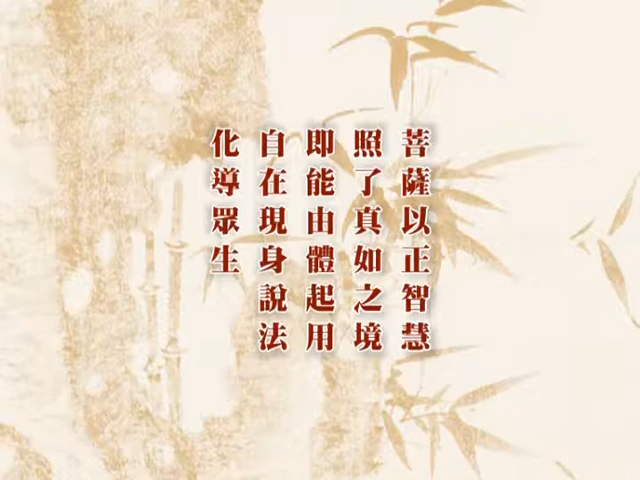 菩薩以正智慧
照了真如之境
即能由體起用
自在現身說法
化導眾生